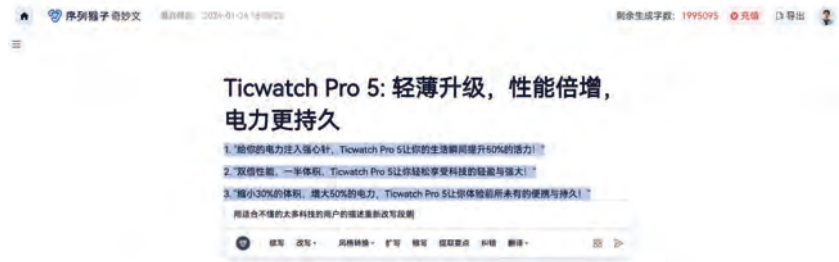 序列猴子 奇妙文 2024-01-24 剩余生成字数: 1995095 充值 导出
Ticwatch Pro 5: 轻薄升级，性能倍增，
电力更持久
1. "给你的电力注入强心针，Ticwatch Pro 5让你的生活瞬间提升50%的活力！"
2. "双倍性能，一半体积，Ticwatch Pro 5让你轻松享受科技的轻盈与强大！"
3. "缩小30%的体积，增大50%的电力，Ticwatch Pro 5让你体验前所未有的便携与持久！"
用适合不懂的太多科技的用户的描述重新改写段落
续写 改写 风格转换 扩写 缩写 提取要点 纠错 翻译